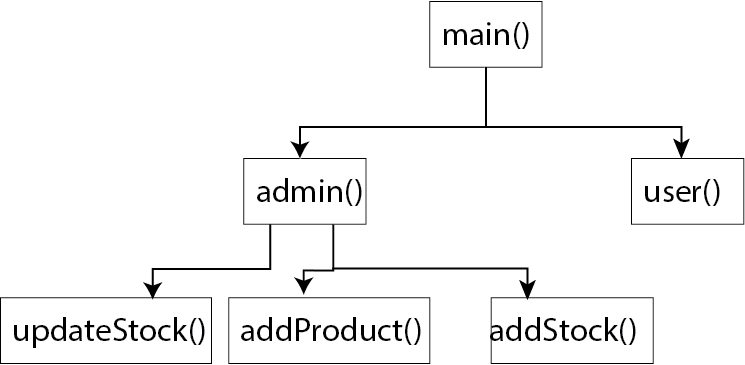 main()
admin()
user()
updateStock()
addProduct()
addStock()